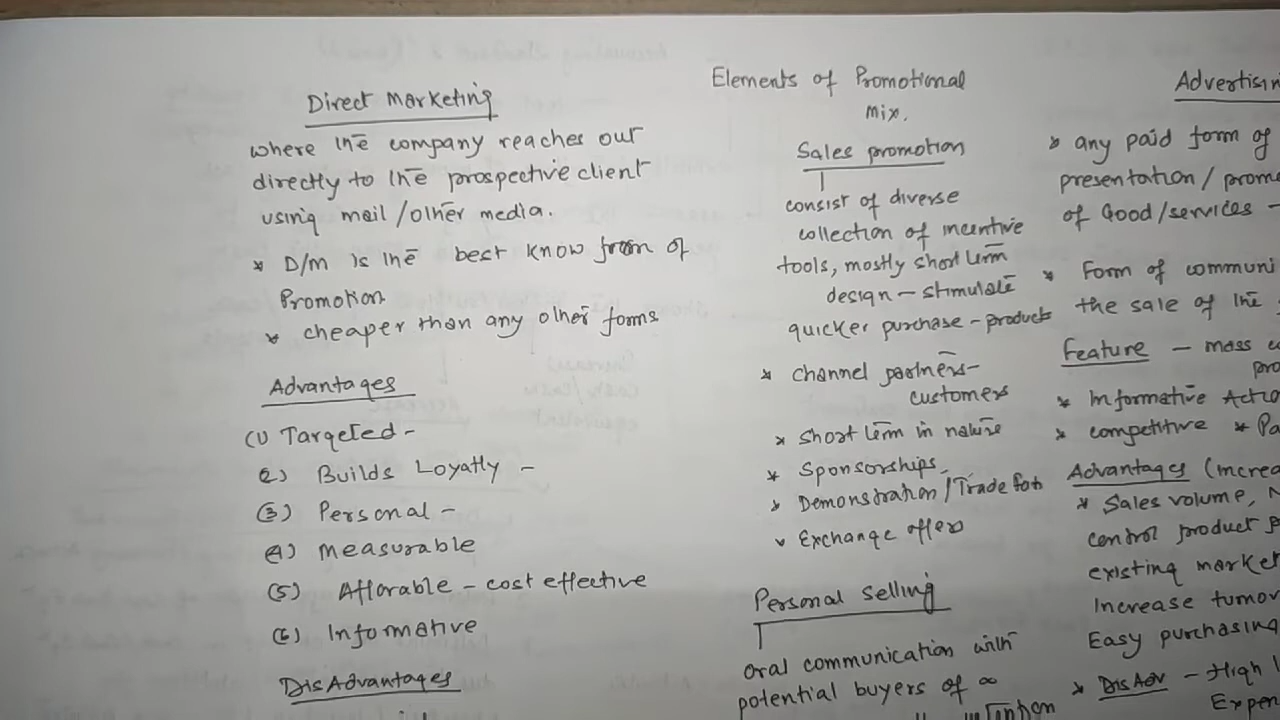 Direct Marketing
where the company reaches out
directly to the prospective client
using mail / other media.
* D/M is the best know from of
Promotion
* cheaper than any other forms
Advantages
(1) Targeted -
2) Builds Loyatly -
(3) Personal -
(4) measurable
(5) Afforable - cost effective
(6) Informative
DisAdvantages
Elements of Promotional
mix.
Sales promotion
consist of diverse
collection of incentive
tools, mostly short term
design - stimulate
quicker purchase - products
* channel partners -
customers
* short term in nature
* Sponsorships
* Demonstration / Trade
* Exchange offers
Personal selling
oral communication with
potential buyers of
Advertisin
* any paid form of
presentation / promo
of Good/services -
* Form of communi
the sale of the
Feature - mass
pro
* Informative Actio
* competitive * Pa
Advantages (increa
* Sales volume,
control product
existing market
Increase turnov
Easy purchasing
* DisAdv - High
Expen